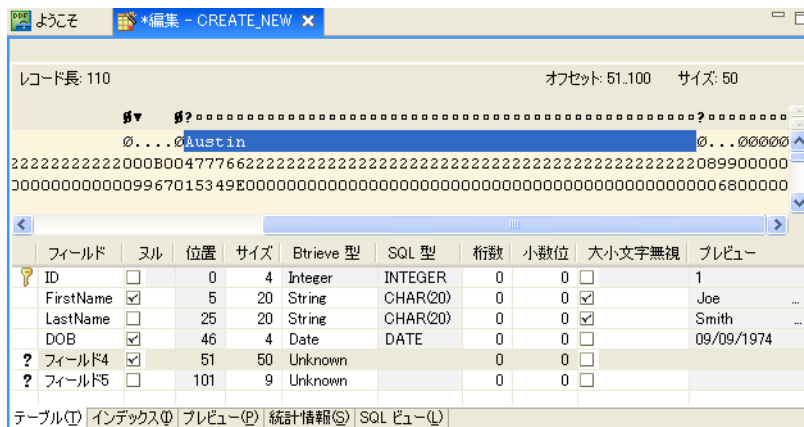 ようこそ *編集 - CREATE_NEW
レコード長: 110 オフセット: 51..100 サイズ: 50
Ø....ØAustin Ø...ØØØØØ
フィールド ヌル 位置 サイズ Btrieve 型 SQL 型 桁数 小数位 大小文字無視 プレビュー
ID 0 4 Integer INTEGER 0 0 1
FirstName 5 20 String CHAR(20) 0 0 Joe ...
LastName 25 20 String CHAR(20) 0 0 Smith ...
DOB 46 4 Date DATE 0 0 09/09/1974
? フィールド4 51 50 Unknown 0 0
? フィールド5 101 9 Unknown 0 0
テーブル(T) インデックス(I) プレビュー(P) 統計情報(S) SQL ビュー(L)